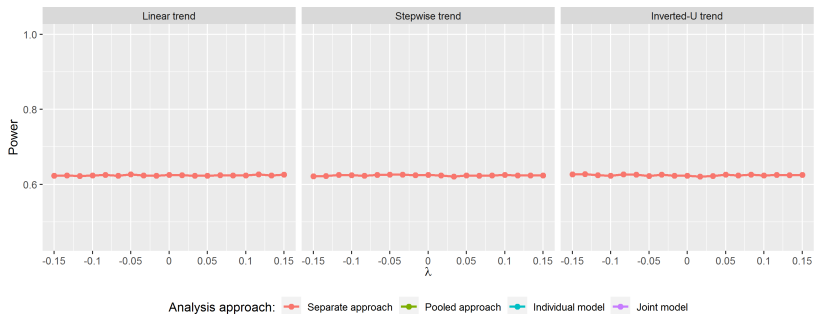 Linear trend
Stepwise trend
Inverted-U trend
Power
1.0
0.8
0.6
-0.15 -0.1 -0.05 0 0.05 0.1 0.15
-0.15 -0.1 -0.05 0 0.05 0.1 0.15
-0.15 -0.1 -0.05 0 0.05 0.1 0.15
λ
Analysis approach: Separate approach Pooled approach Individual model Joint model